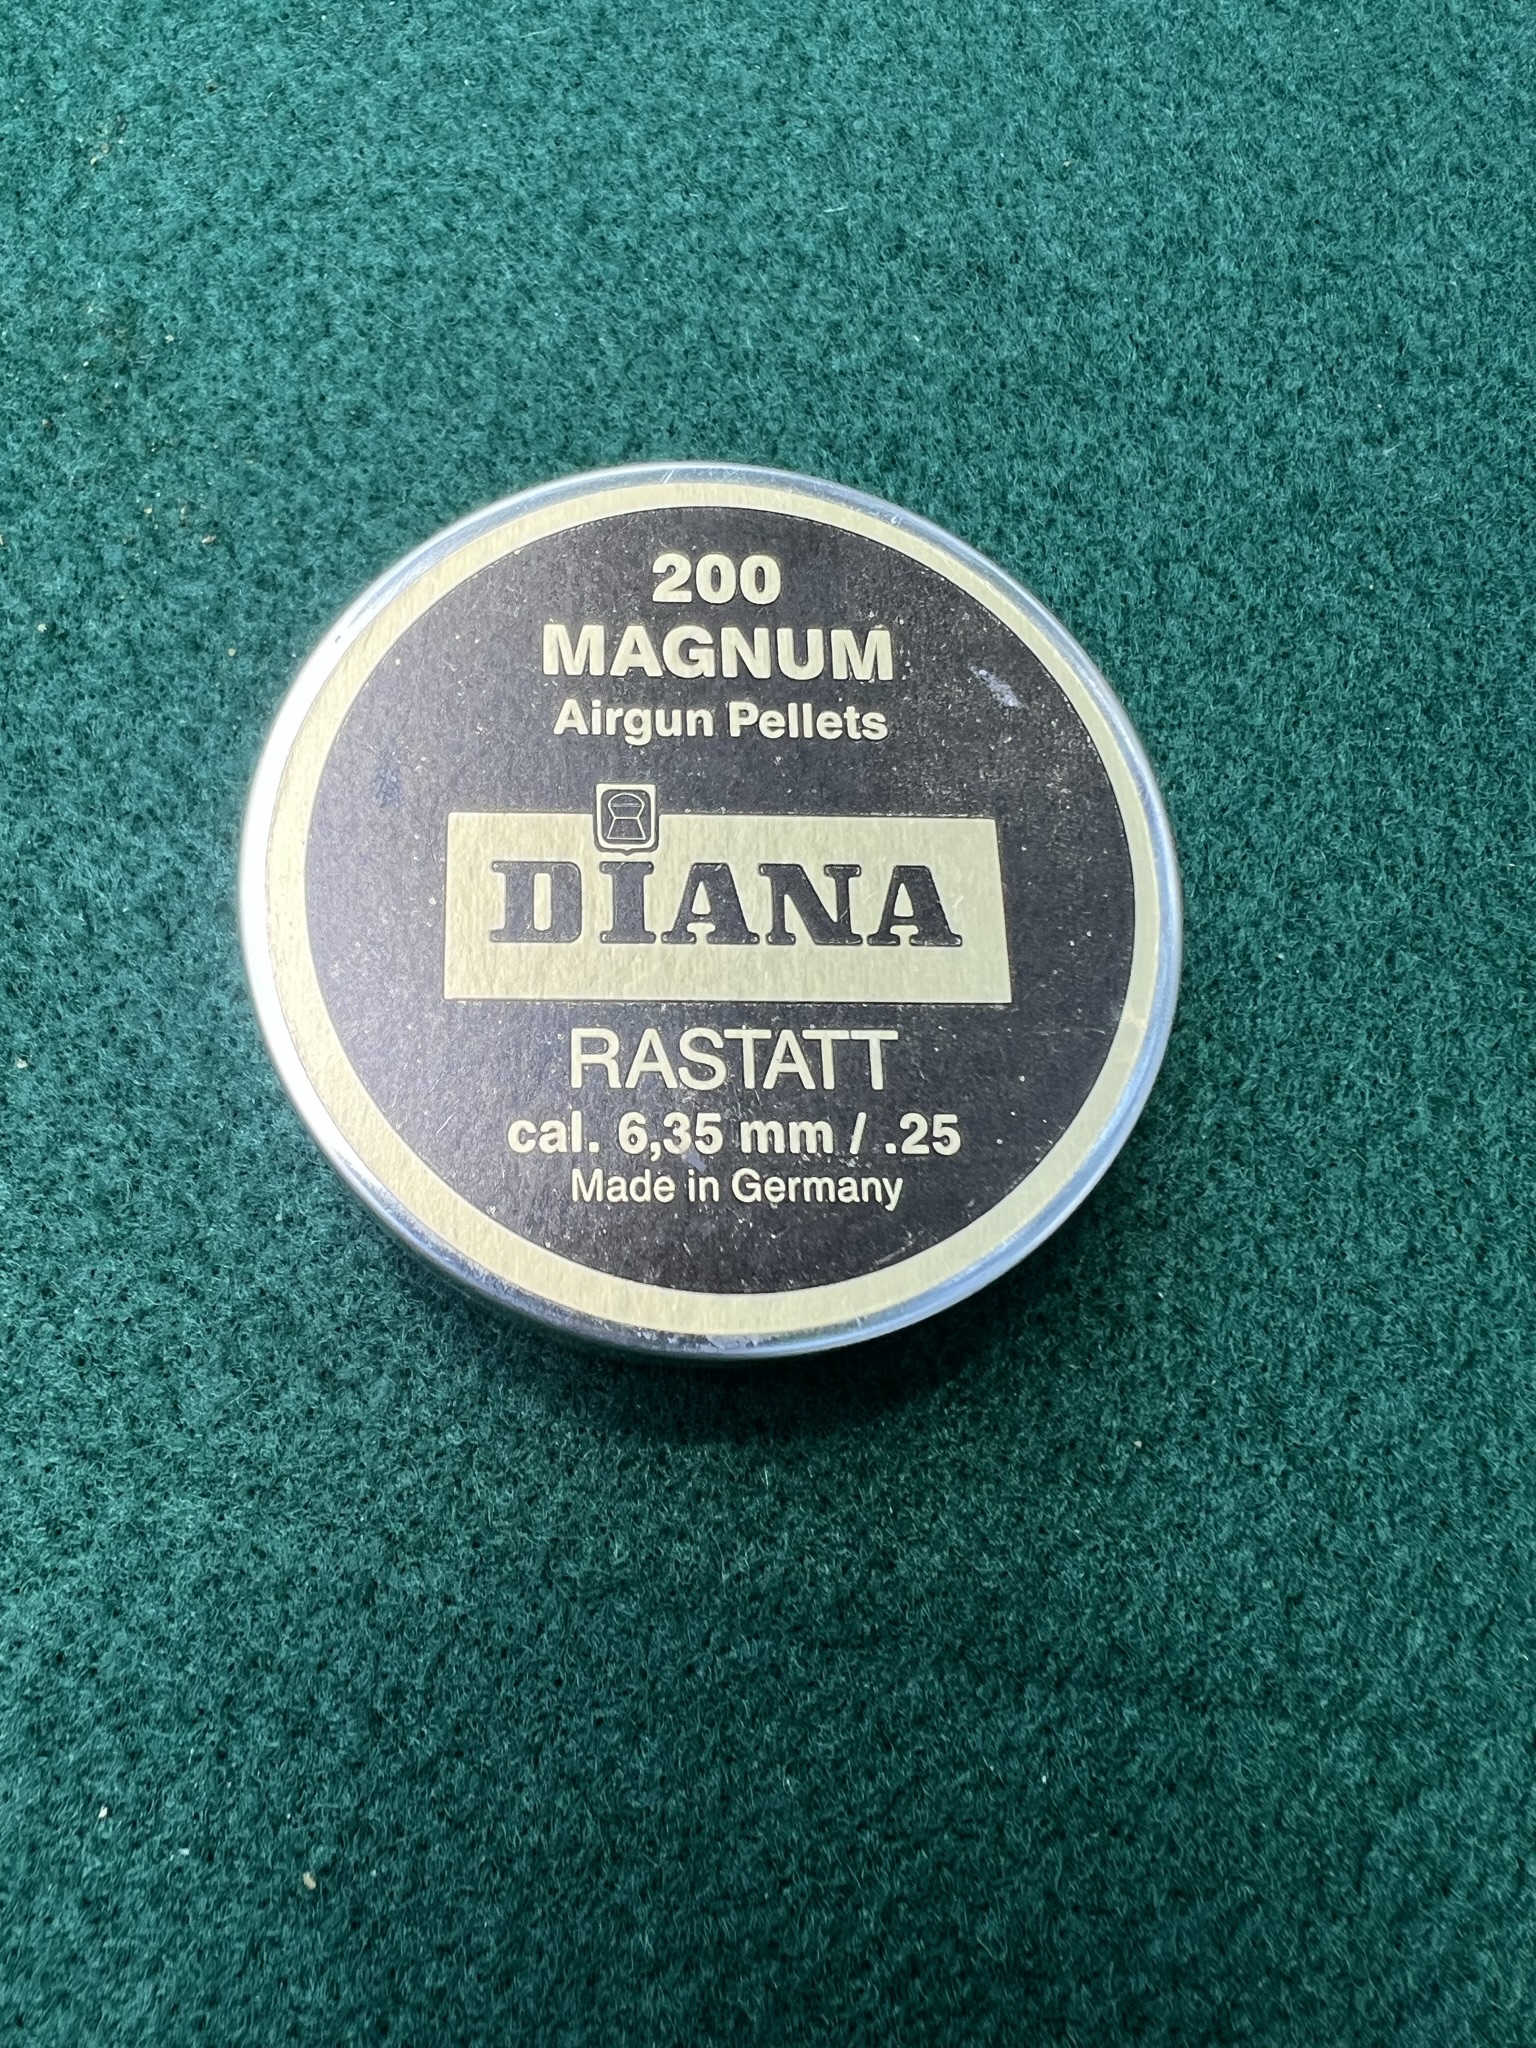 200
MAGNUM
Airgun Pellets
DIANA
RASTATT
cal. 6,35 mm / .25
Made in Germany